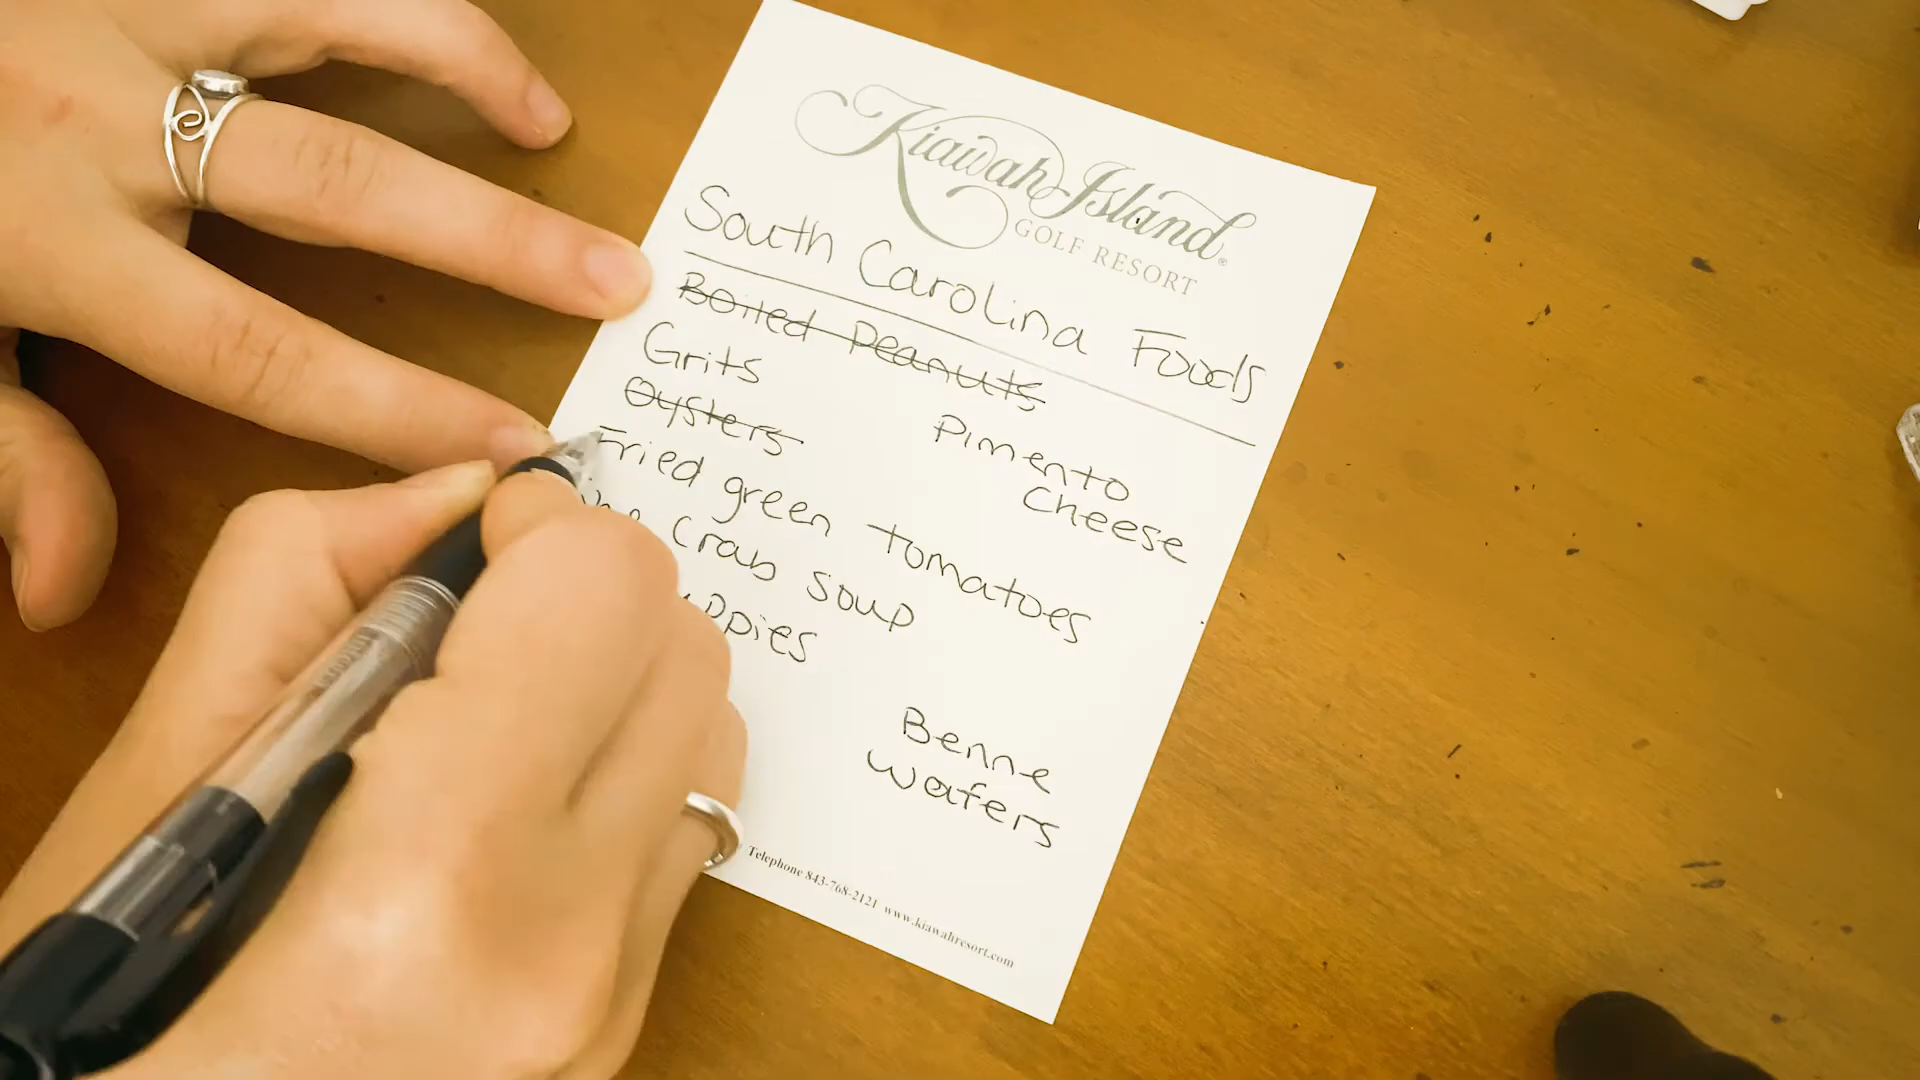 Kiawah Island
GOLF RESORT
South Carolina Foods
Boiled Peanuts
Grits
Oysters
Pimento
Cheese
Fried green tomatoes
Crab soup
Benne
wafers
Telephone 843-768-2121 www.kiawahresort.com